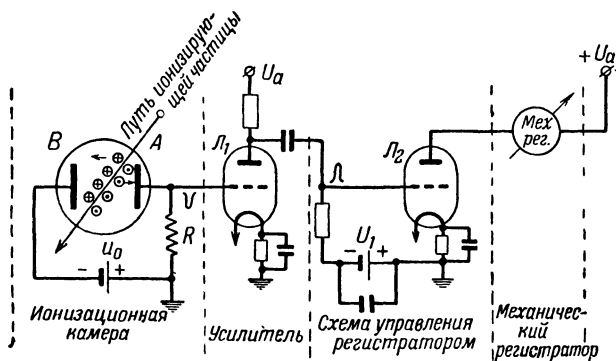 Путь ионизирую-
щей частицы
B
A
u₀
- +
R
Ионизационная
камера
Uа
Л₁
Усилитель
Л₂
U₁
- +
Схема управления
регистратором
+ Uа
Мех.
рег.
Механичес-
кий
регистратор